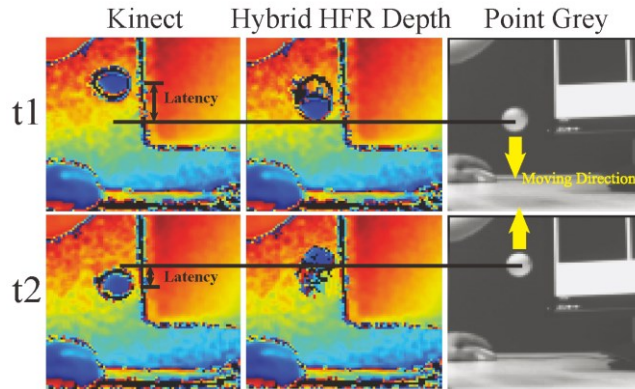 Kinect Hybrid HFR Depth Point Grey
t1
Latency
Moving Direction
t2
Latency